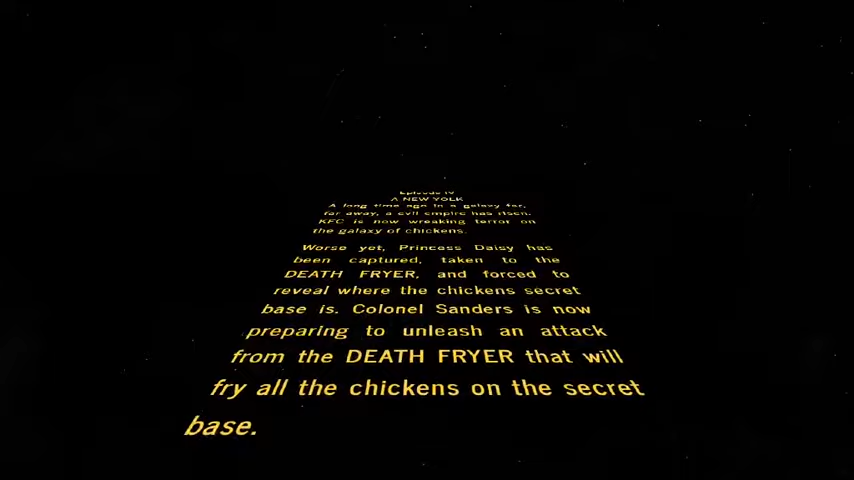 Episode IV
A NEW YOLK
A long time ago in a galaxy far,
far away, a evil empire has risen.
KFC is now wreaking terror on
the galaxy of chickens.
Worse yet, Princess Daisy has
been captured, taken to the
DEATH FRYER, and forced to
reveal where the chickens secret
base is. Colonel Sanders is now
preparing to unleash an attack
from the DEATH FRYER that will
fry all the chickens on the secret
base.